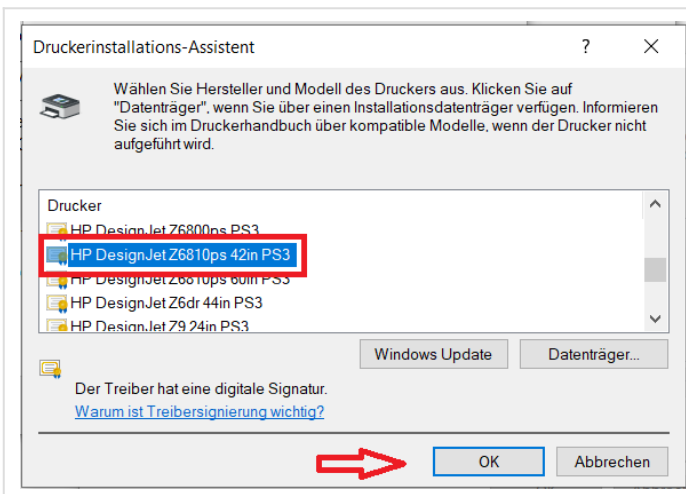 Druckerinstallations-Assistent
Wählen Sie Hersteller und Modell des Druckers aus. Klicken Sie auf
"Datenträger", wenn Sie über einen Installationsdatenträger verfügen. Informieren
Sie sich im Druckerhandbuch über kompatible Modelle, wenn der Drucker nicht
aufgeführt wird.
Drucker
HP DesignJet Z6800ps PS3
HP DesignJet Z6810ps 42in PS3
HP DesignJet Z6810ps 60in PS3
HP DesignJet Z6dr 44in PS3
HP DesignJet Z9 24in PS3
Windows Update
Datenträger...
Der Treiber hat eine digitale Signatur.
Warum ist Treibersignierung wichtig?
OK
Abbrechen